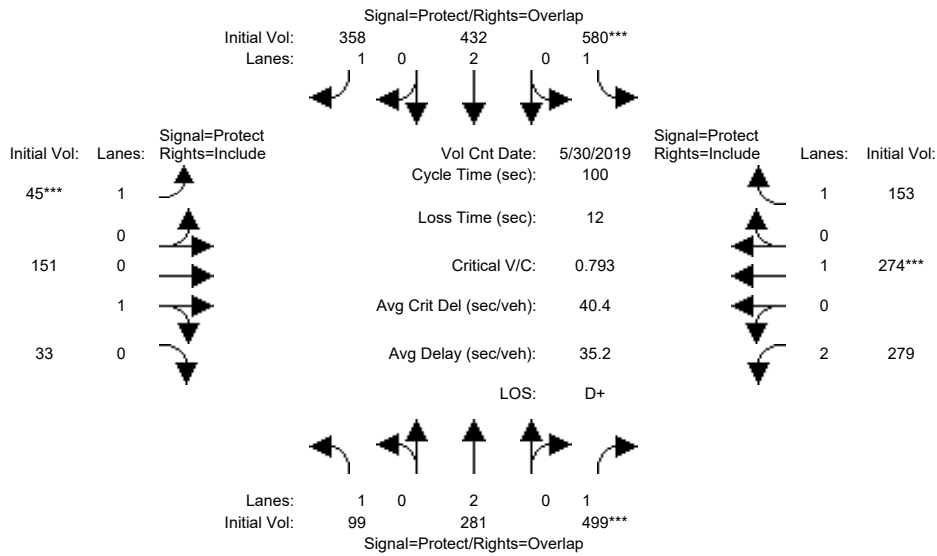 Signal=Protect/Rights=Overlap
Initial Vol: 358 432 580***
Lanes: 1 0 2 0 1
Signal=Protect
Initial Vol: Lanes: Rights=Include
Vol Cnt Date: 5/30/2019
Signal=Protect
Rights=Include Lanes: Initial Vol:
Cycle Time (sec): 100
45*** 1
1 153
Loss Time (sec): 12
0
0
151 0
Critical V/C: 0.793
1 274***
1
Avg Crit Del (sec/veh): 40.4
0
33 0
Avg Delay (sec/veh): 35.2
2 279
LOS: D+
Lanes: 1 0 2 0 1
Initial Vol: 99 281 499***
Signal=Protect/Rights=Overlap